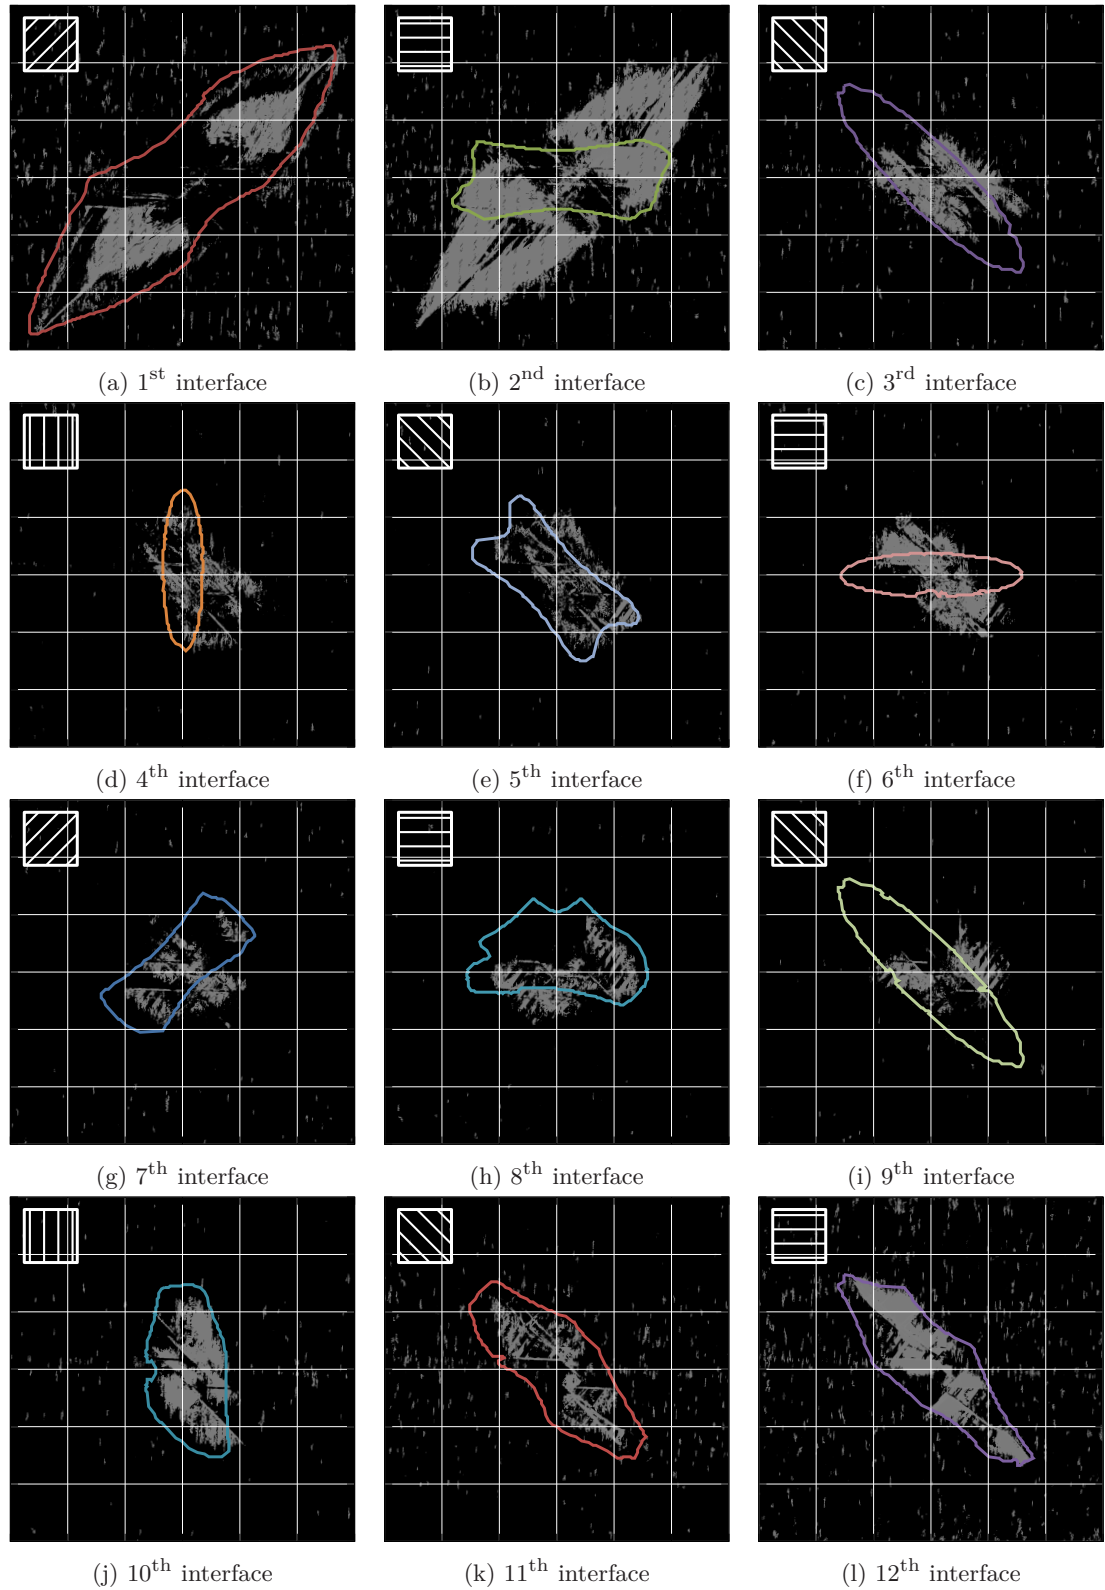 (a) 1st interface
(b) 2nd interface
(c) 3rd interface
(d) 4th interface
(e) 5th interface
(f) 6th interface
(g) 7th interface
(h) 8th interface
(i) 9th interface
(j) 10th interface
(k) 11th interface
(l) 12th interface